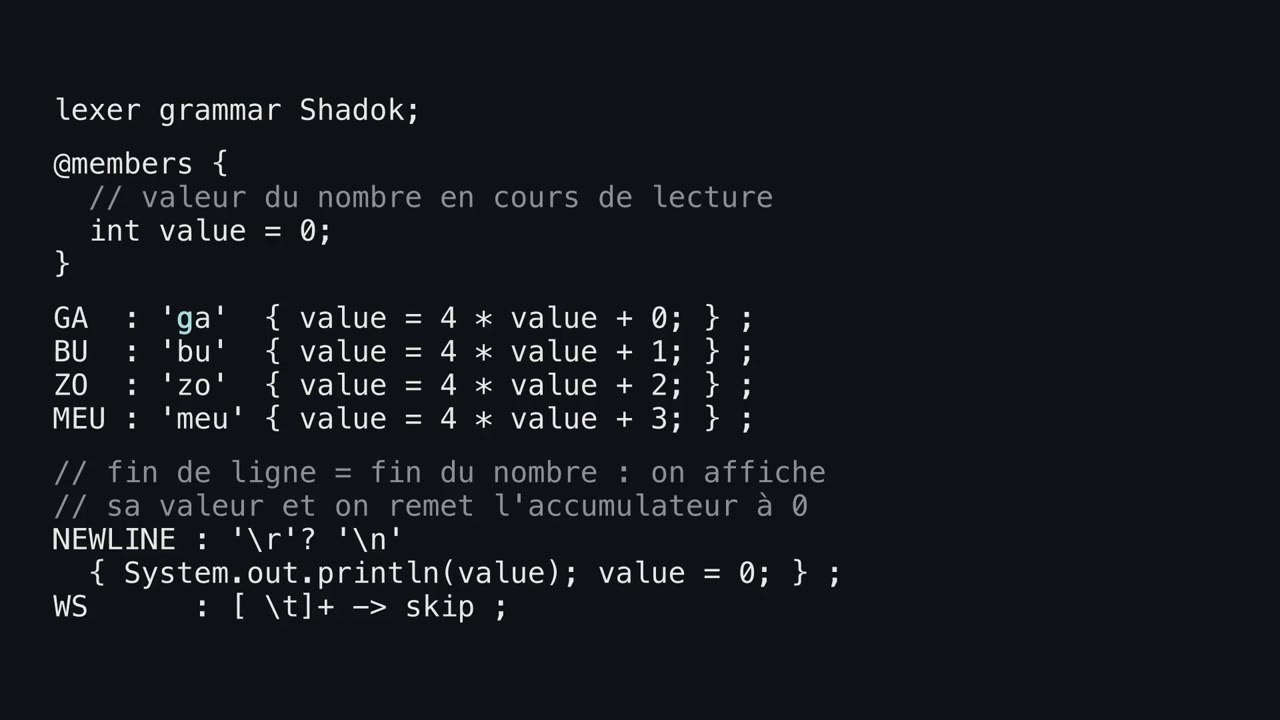 lexer grammar Shadok;
@members {
  // valeur du nombre en cours de lecture
  int value = 0;
}
GA  : 'ga'  { value = 4 * value + 0; } ;
BU  : 'bu'  { value = 4 * value + 1; } ;
ZO  : 'zo'  { value = 4 * value + 2; } ;
MEU : 'meu' { value = 4 * value + 3; } ;
// fin de ligne = fin du nombre : on affiche
// sa valeur et on remet l'accumulateur à 0
NEWLINE : '\r'? '\n'
  { System.out.println(value); value = 0; } ;
WS      : [ \t]+ -> skip ;